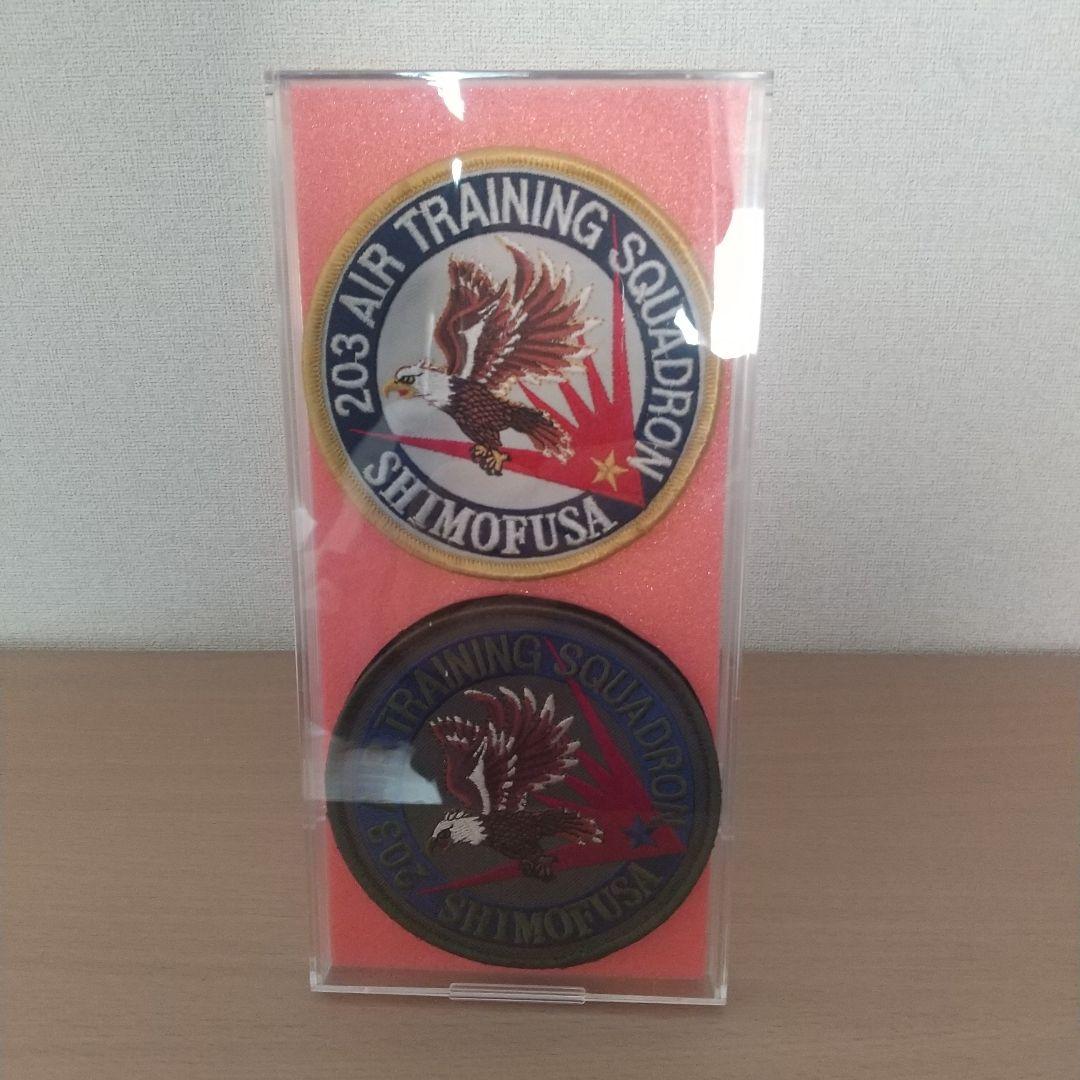 203 AIR TRAINING SQUADRON
SHIMOFUSA
203 TRAINING SQUADRON
SHIMOFUSA